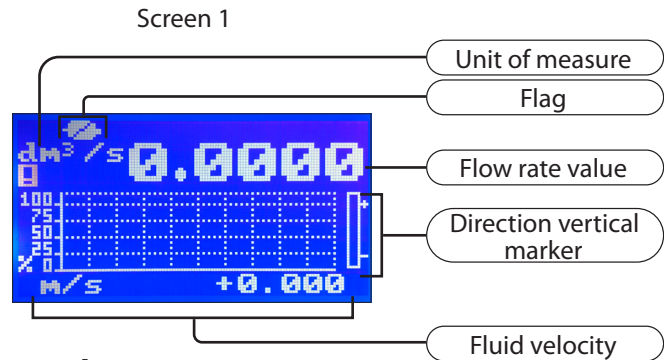 Screen 1
Unit of measure
Flag
dm³/s 0.0000
Flow rate value
100
75
50
25
% 0
+
-
Direction vertical
marker
m/s +0.000
Fluid velocity